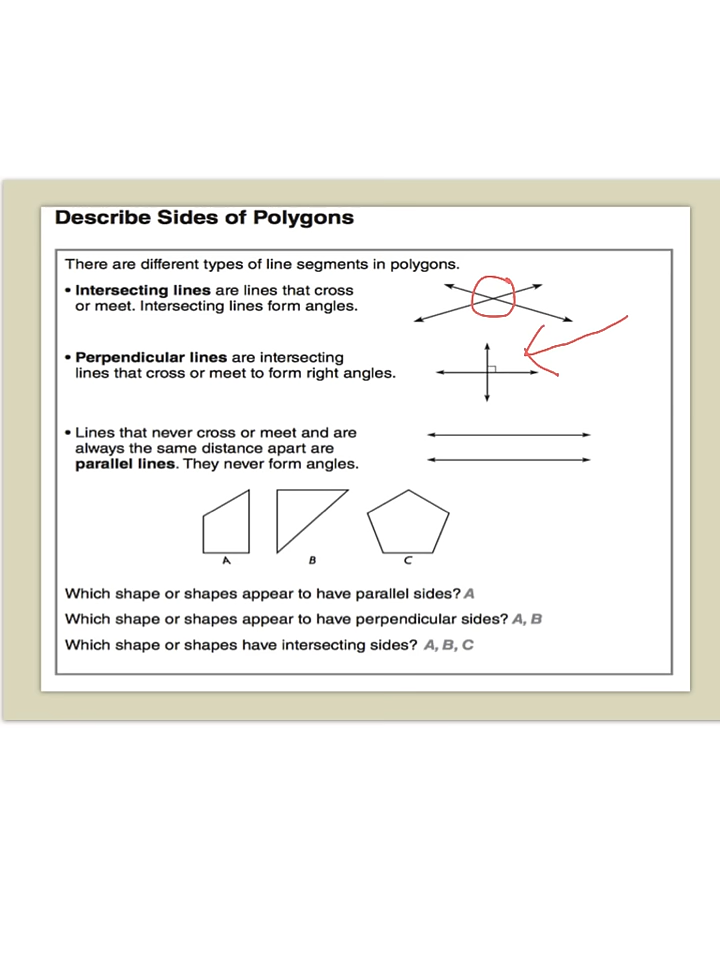 Describe Sides of Polygons
There are different types of line segments in polygons.
• Intersecting lines are lines that cross
or meet. Intersecting lines form angles.
• Perpendicular lines are intersecting
lines that cross or meet to form right angles.
• Lines that never cross or meet and are
always the same distance apart are
parallel lines. They never form angles.
A B C
Which shape or shapes appear to have parallel sides? A
Which shape or shapes appear to have perpendicular sides? A, B
Which shape or shapes have intersecting sides? A, B, C